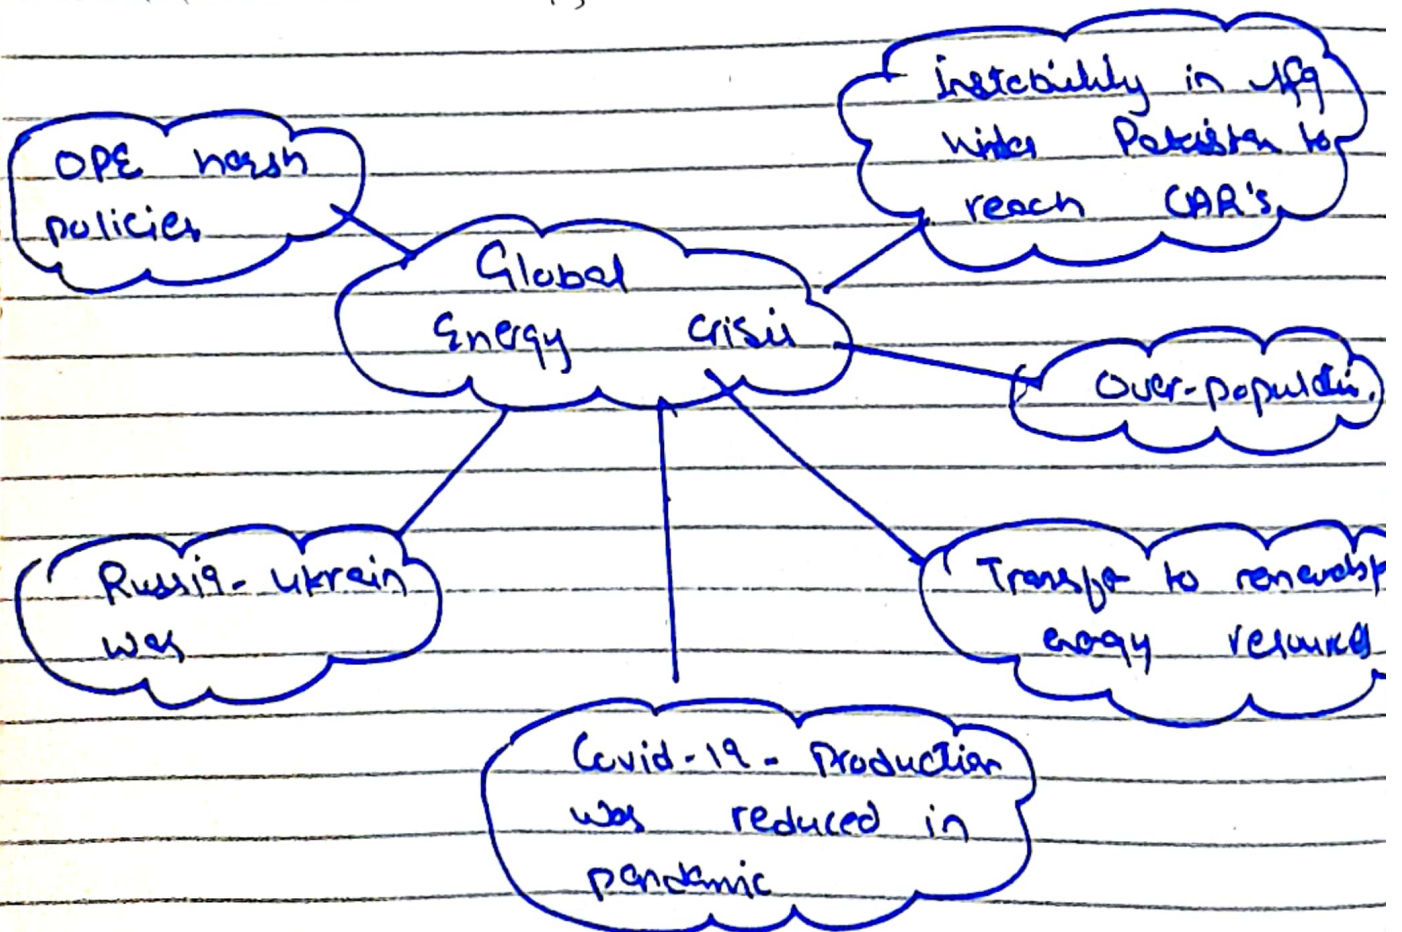 OPE harsh
policies
Instability in Afg
hinders Pakistan to
reach CAR's
Global
Energy Crisis
Over-population.
Russia-Ukrain
war
Transfer to renewable
energy resources
Covid-19- Production
was reduced in
pandemic